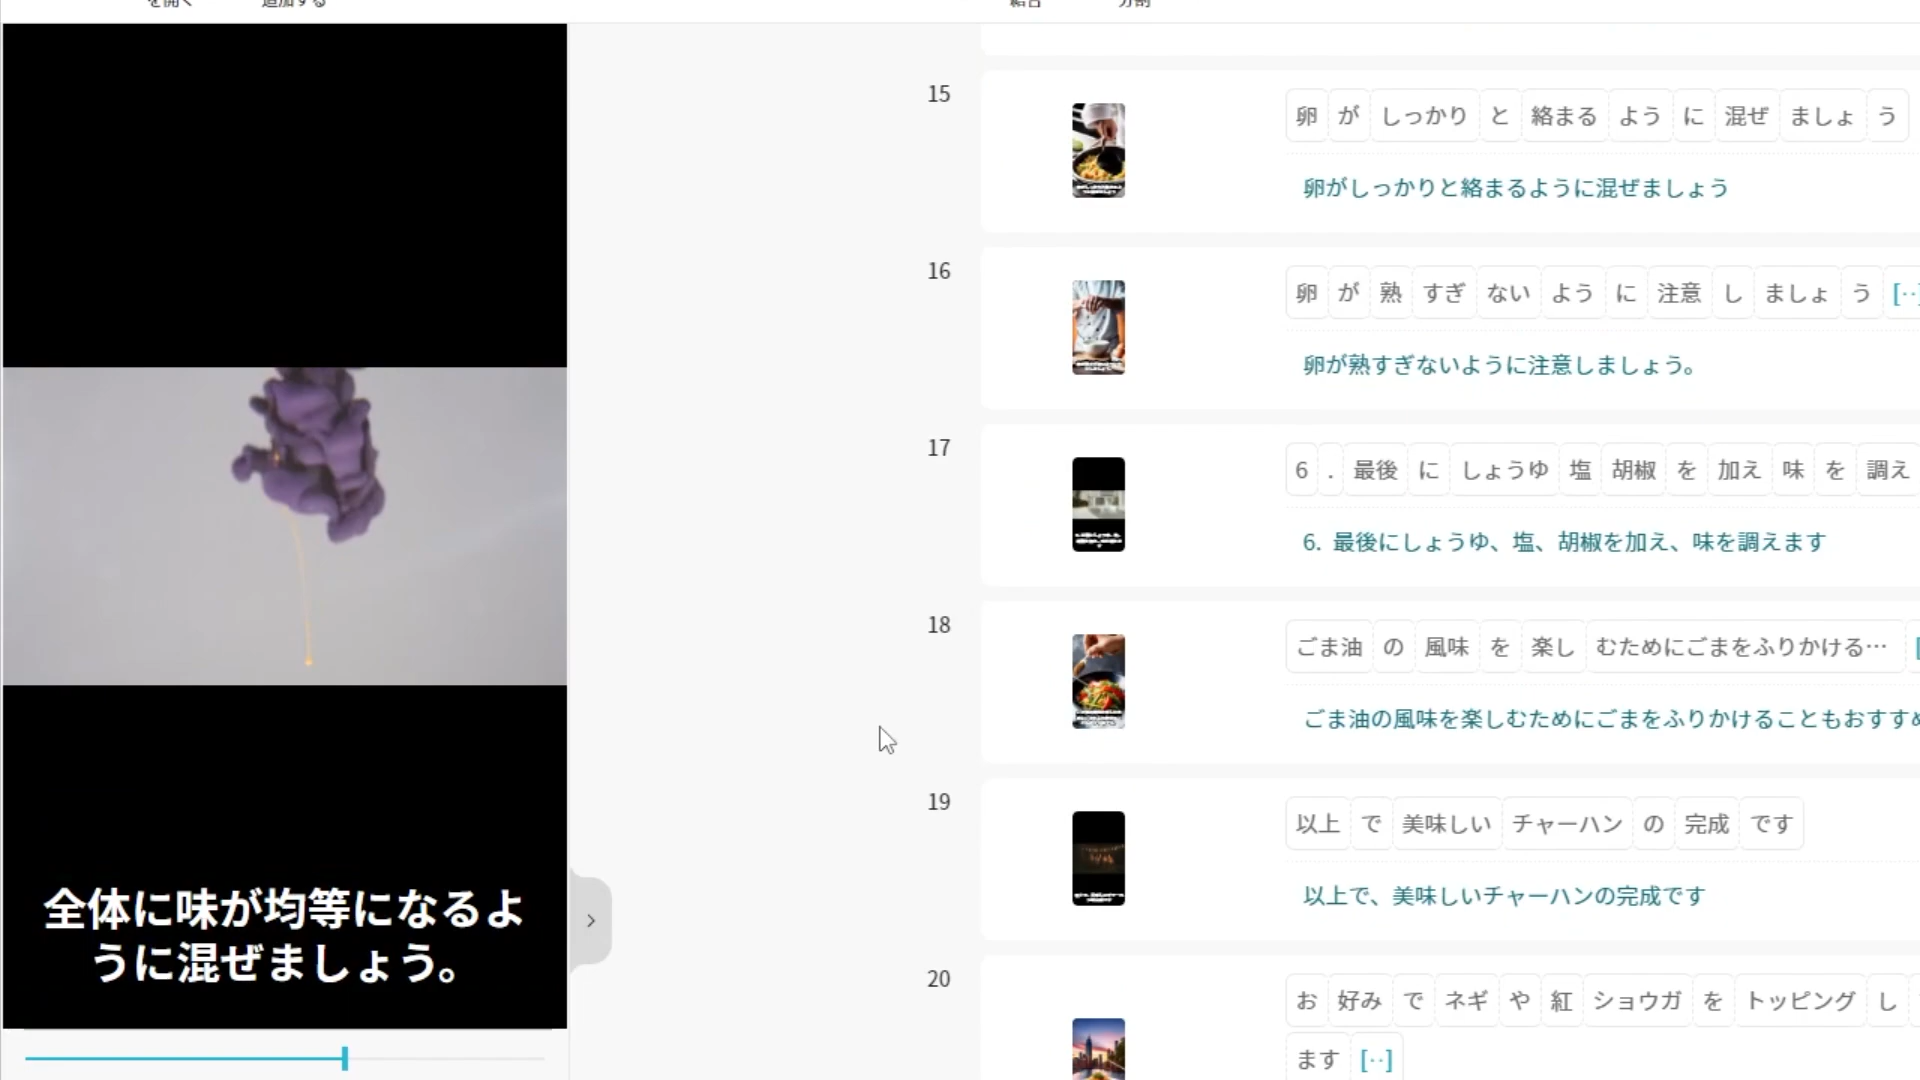 を開く 追加する 結合 分割
15
卵 が しっかり と 絡まる よう に 混ぜ ましょ う
卵がしっかりと絡まるように混ぜましょう
16
卵 が 熟 すぎ ない よう に 注意 し ましょ う [··]
卵が熟すぎないように注意しましょう。
17
6 . 最後 に しょうゆ 塩 胡椒 を 加え 味 を 調え
6. 最後にしょうゆ、塩、胡椒を加え、味を調えます
18
ごま油 の 風味 を 楽し むためにごまをふりかける…
ごま油の風味を楽しむためにごまをふりかけることもおすすめ
19
以上 で 美味しい チャーハン の 完成 です
以上で、美味しいチャーハンの完成です
20
お 好み で ネギ や 紅 ショウガ を トッピング し
ます [··]
全体に味が均等になるよ
うに混ぜましょう。